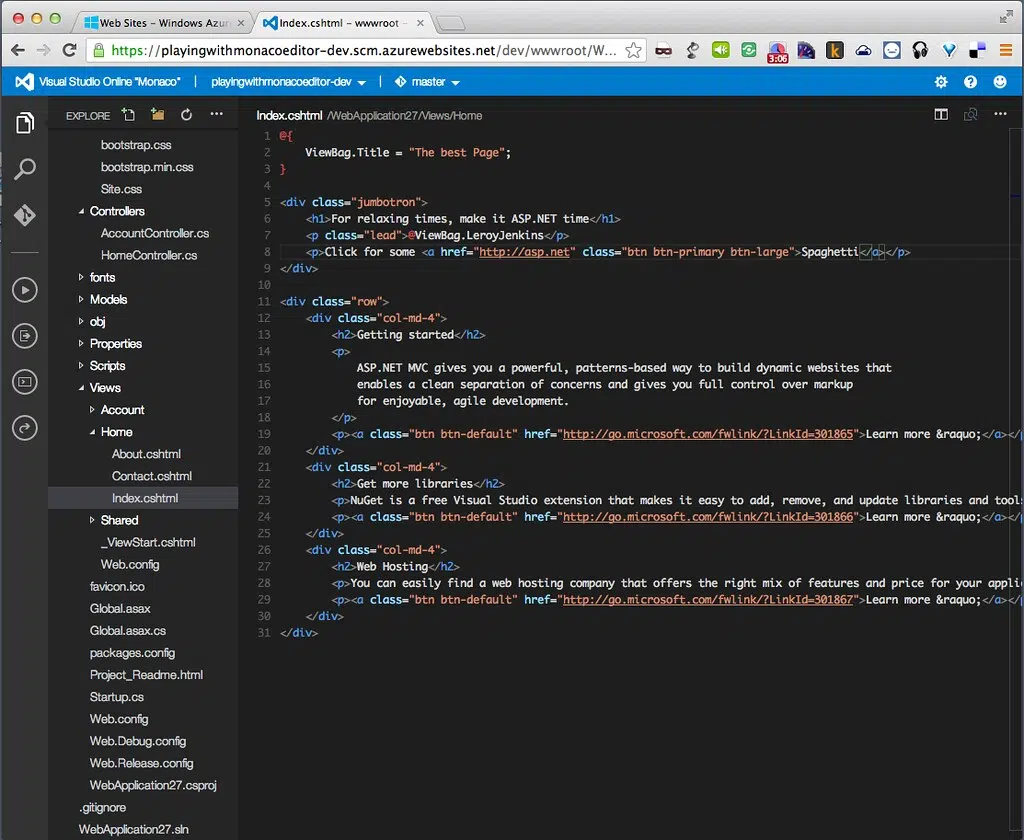 Web Sites – Windows Azur
Index.cshtml – wwwroot –
https://playingwithmonacoeditor-dev.scm.azurewebsites.net/dev/wwwroot/W...
3:06
Visual Studio Online "Monaco"
playingwithmonacoeditor-dev
master
EXPLORE
bootstrap.css
bootstrap.min.css
Site.css
Controllers
AccountController.cs
HomeController.cs
fonts
Models
obj
Properties
Scripts
Views
Account
Home
About.cshtml
Contact.cshtml
Index.cshtml
Shared
_ViewStart.cshtml
Web.config
favicon.ico
Global.asax
Global.asax.cs
packages.config
Project_Readme.html
Startup.cs
Web.config
Web.Debug.config
Web.Release.config
WebApplication27.csproj
.gitignore
WebApplication27.sln
Index.cshtml /WebApplication27/Views/Home
1 @{
2 ViewBag.Title = "The best Page";
3 }
4
5 <div class="jumbotron">
6 <h1>For relaxing times, make it ASP.NET time</h1>
7 <p class="lead">@ViewBag.LeroyJenkins</p>
8 <p>Click for some <a href="http://asp.net" class="btn btn-primary btn-large">Spaghetti</a></p>
9 </div>
10
11 <div class="row">
12 <div class="col-md-4">
13 <h2>Getting started</h2>
14 <p>
15 ASP.NET MVC gives you a powerful, patterns-based way to build dynamic websites that
16 enables a clean separation of concerns and gives you full control over markup
17 for enjoyable, agile development.
18 </p>
19 <p><a class="btn btn-default" href="http://go.microsoft.com/fwlink/?LinkId=301865">Learn more &raquo;</a></
20 </div>
21 <div class="col-md-4">
22 <h2>Get more libraries</h2>
23 <p>NuGet is a free Visual Studio extension that makes it easy to add, remove, and update libraries and tools
24 <p><a class="btn btn-default" href="http://go.microsoft.com/fwlink/?LinkId=301866">Learn more &raquo;</a></
25 </div>
26 <div class="col-md-4">
27 <h2>Web Hosting</h2>
28 <p>You can easily find a web hosting company that offers the right mix of features and price for your appli
29 <p><a class="btn btn-default" href="http://go.microsoft.com/fwlink/?LinkId=301867">Learn more &raquo;</a></
30 </div>
31 </div>